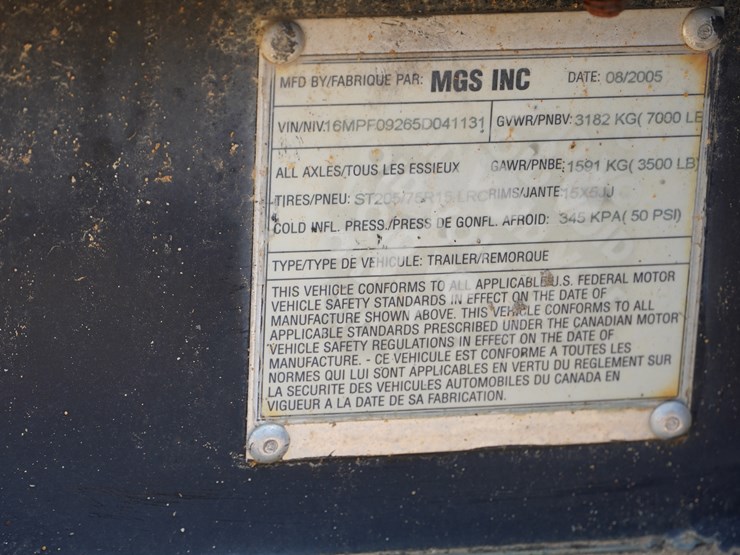 MFD BY/FABRIQUE PAR: MGS INC DATE: 08/2005
VIN/NIV:16MPF09265D041131 GVWR/PNBV: 3182 KG( 7000 LB
ALL AXLES/TOUS LES ESSIEUX GAWR/PNBE: 1591 KG( 3500 LB)
TIRES/PNEU: ST205/75R15 LRC RIMS/JANTE 15X5JJ
COLD INFL. PRESS./PRESS DE GONFL. AFROID: 345 KPA( 50 PSI)
TYPE/TYPE DE VEHICULE: TRAILER/REMORQUE
THIS VEHICLE CONFORMS TO ALL APPLICABLE U.S. FEDERAL MOTOR
VEHICLE SAFETY STANDARDS IN EFFECT ON THE DATE OF
MANUFACTURE SHOWN ABOVE. THIS VEHICLE CONFORMS TO ALL
APPLICABLE STANDARDS PRESCRIBED UNDER THE CANADIAN MOTOR
VEHICLE SAFETY REGULATIONS IN EFFECT ON THE DATE OF
MANUFACTURE. - CE VEHICULE EST CONFORME A TOUTES LES
NORMES QUI LUI SONT APPLICABLES EN VERTU DU REGLEMENT SUR
LA SECURITE DES VEHICULES AUTOMOBILES DU CANADA EN
VIGUEUR A LA DATE DE SA FABRICATION.